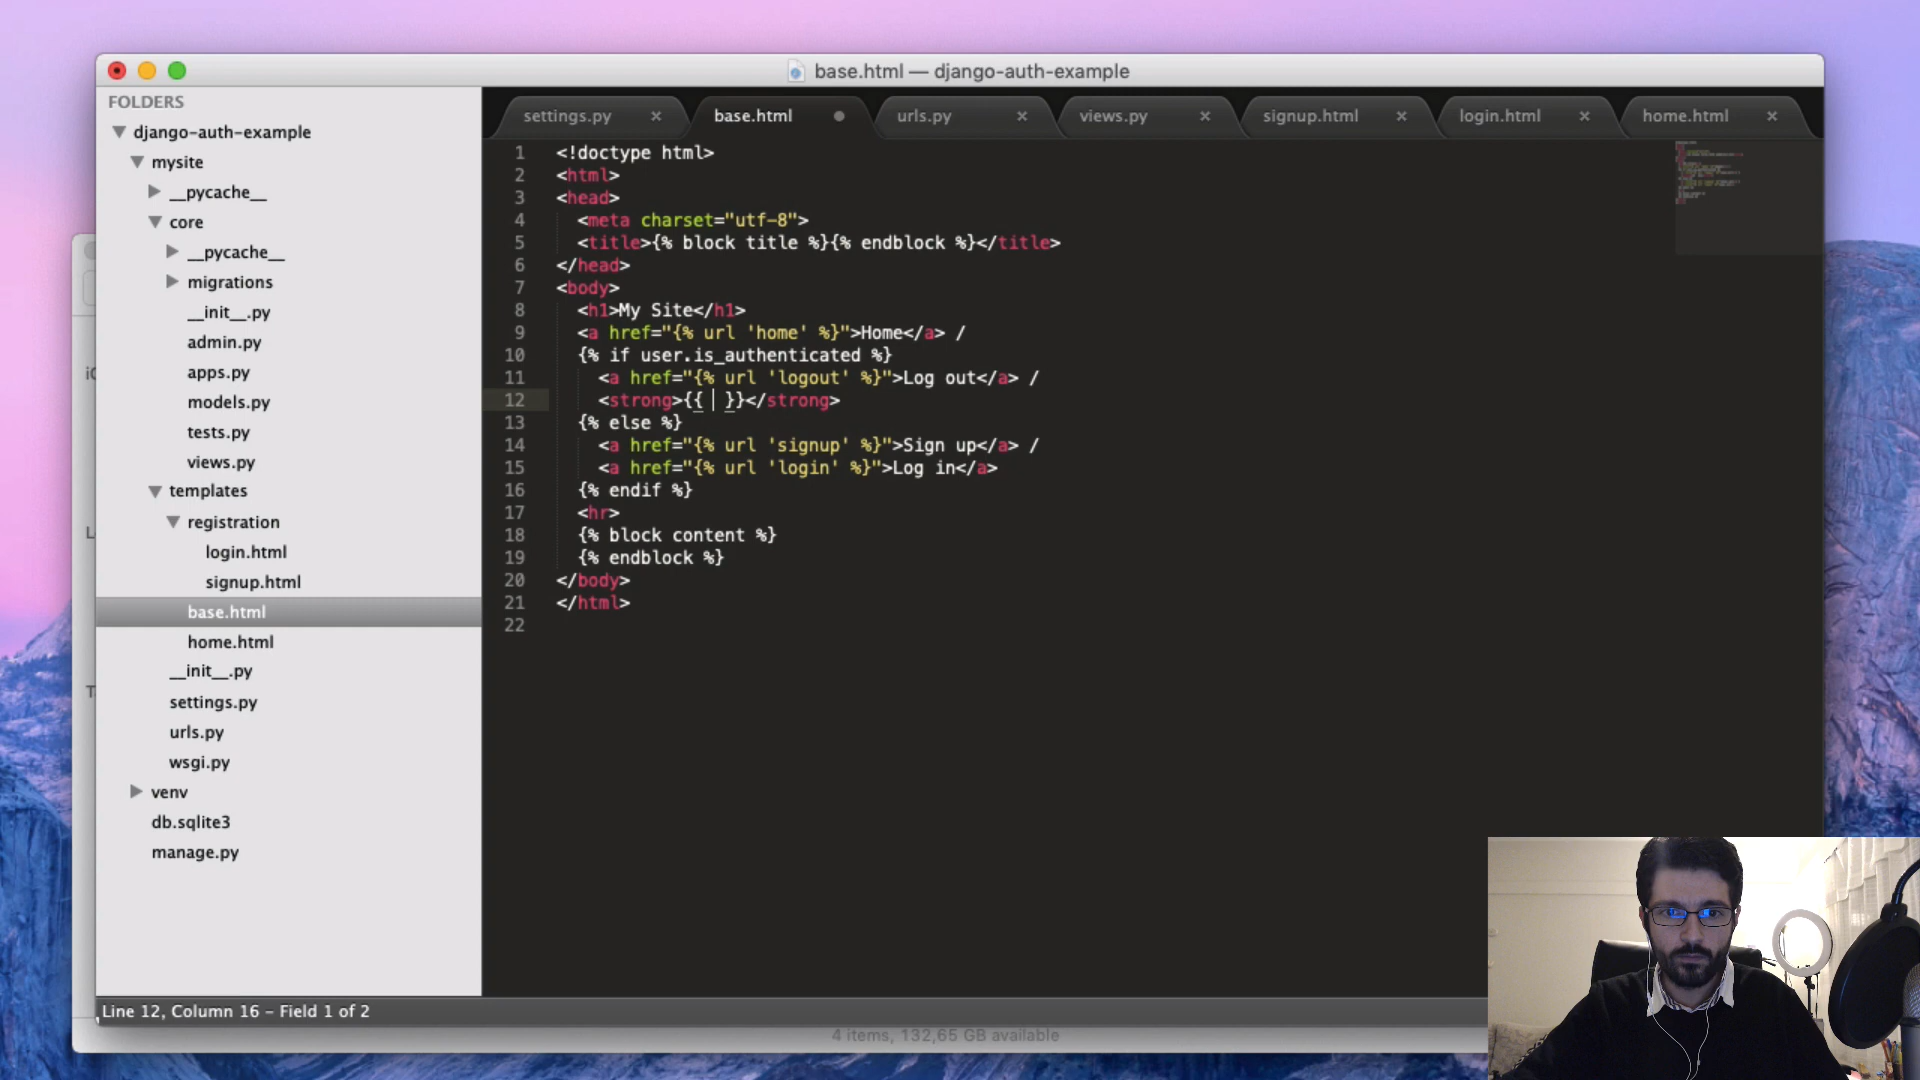 base.html — django-auth-example
FOLDERS
django-auth-example
mysite
__pycache__
core
__pycache__
migrations
__init__.py
admin.py
apps.py
models.py
tests.py
views.py
templates
registration
login.html
signup.html
base.html
home.html
__init__.py
settings.py
urls.py
wsgi.py
venv
db.sqlite3
manage.py
settings.py × base.html urls.py × views.py × signup.html × login.html × home.html ×
1 <!doctype html>
2 <html>
3 <head>
4 <meta charset="utf-8">
5 <title>{% block title %}{% endblock %}</title>
6 </head>
7 <body>
8 <h1>My Site</h1>
9 <a href="{% url 'home' %}">Home</a> /
10 {% if user.is_authenticated %}
11 <a href="{% url 'logout' %}">Log out</a> /
12 <strong>{{  }}</strong>
13 {% else %}
14 <a href="{% url 'signup' %}">Sign up</a> /
15 <a href="{% url 'login' %}">Log in</a>
16 {% endif %}
17 <hr>
18 {% block content %}
19 {% endblock %}
20 </body>
21 </html>
22
Line 12, Column 16 – Field 1 of 2
4 items, 132,65 GB available